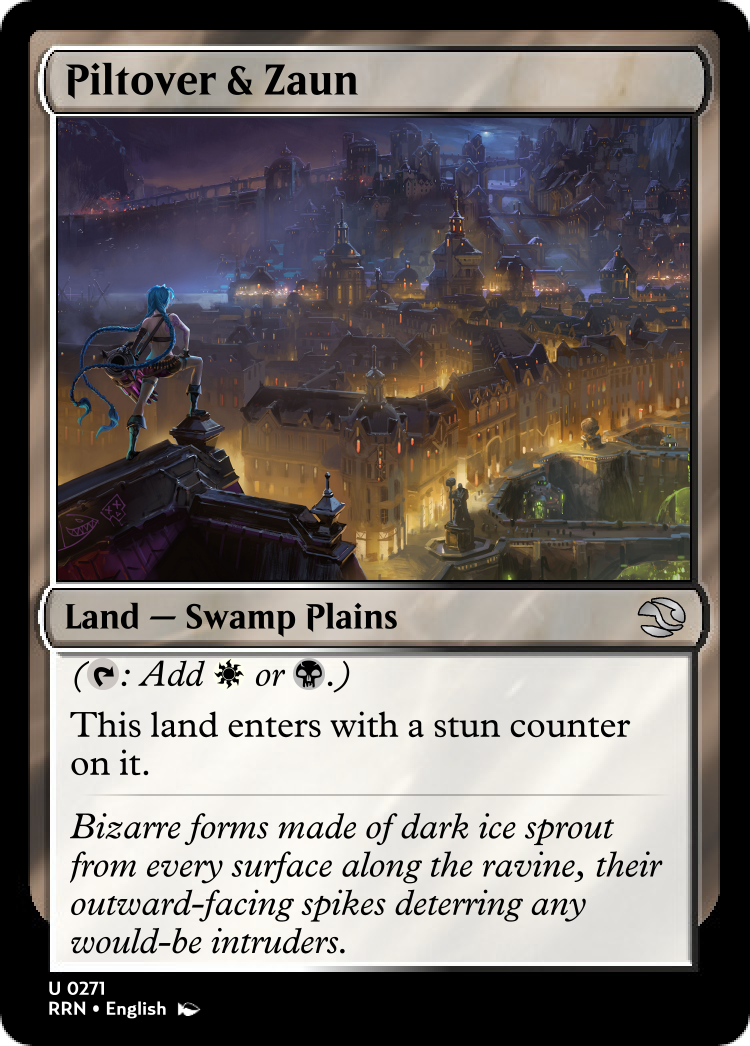 Piltover & Zaun
Land — Swamp Plains
(: Add or .)
This land enters with a stun counter
on it.
Bizarre forms made of dark ice sprout
from every surface along the ravine, their
outward-facing spikes deterring any
would-be intruders.
U 0271
RRN • English